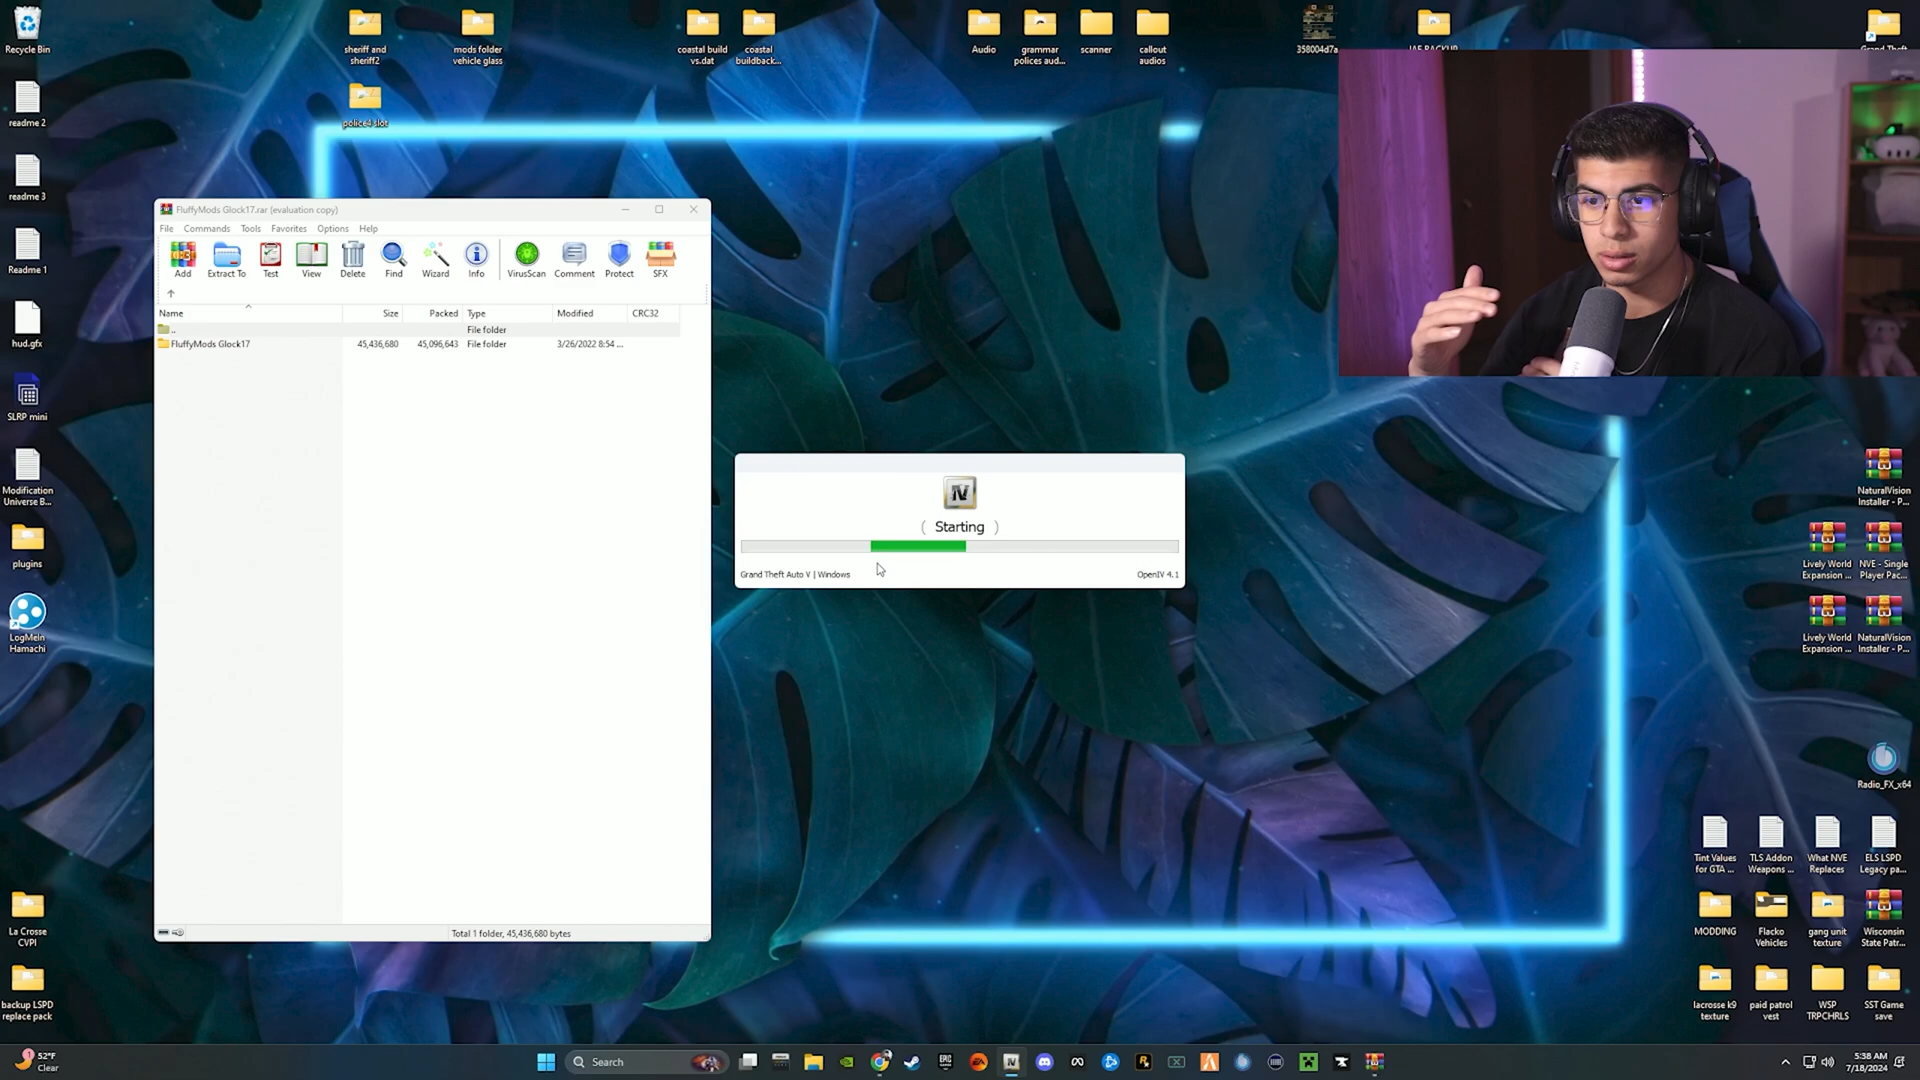 Recycle Bin
readme 2
readme 3
Readme 1
hud.gfx
SLRP mini
Modification
Universe B...
plugins
LogMeIn
Hamachi
La Crosse
CVPI
backup LSPD
replace pack
sheriff and
sheriff2
police4 slot
mods folder
vehicle glass
coastal build
vs.dat
coastal
buildback...
Audio
grammar
polices aud...
scanner
callout
audios
358004d7a
IAE BACKUP
Grand Theft
FluffyMods Glock17.rar (evaluation copy)
File Commands Tools Favorites Options Help
Add Extract To Test View Delete Find Wizard Info VirusScan Comment Protect SFX
Name Size Packed Type Modified CRC32
.. File folder
FluffyMods Glock17 45,436,680 45,096,643 File folder 3/26/2022 8:54 ...
Total 1 folder, 45,436,680 bytes
IV
( Starting )
Grand Theft Auto V | Windows OpenIV 4.1
NaturalVision
Installer - P...
Lively World
Expansion ...
NVE - Single
Player Pac...
Lively World
Expansion ...
NaturalVision
Installer - P...
Radio_FX_x64
Tint Values
for GTA ...
TLS Addon
Weapons ...
What NVE
Replaces
ELS LSPD
Legacy pa...
MODDING
Flacko
Vehicles
gang unit
texture
Wisconsin
State Patr...
lacrosse k9
texture
paid patrol
vest
WSP
TRPCHRLS
SST Game
save
1
52°F
Clear
Search
5:38 AM
7/18/2024